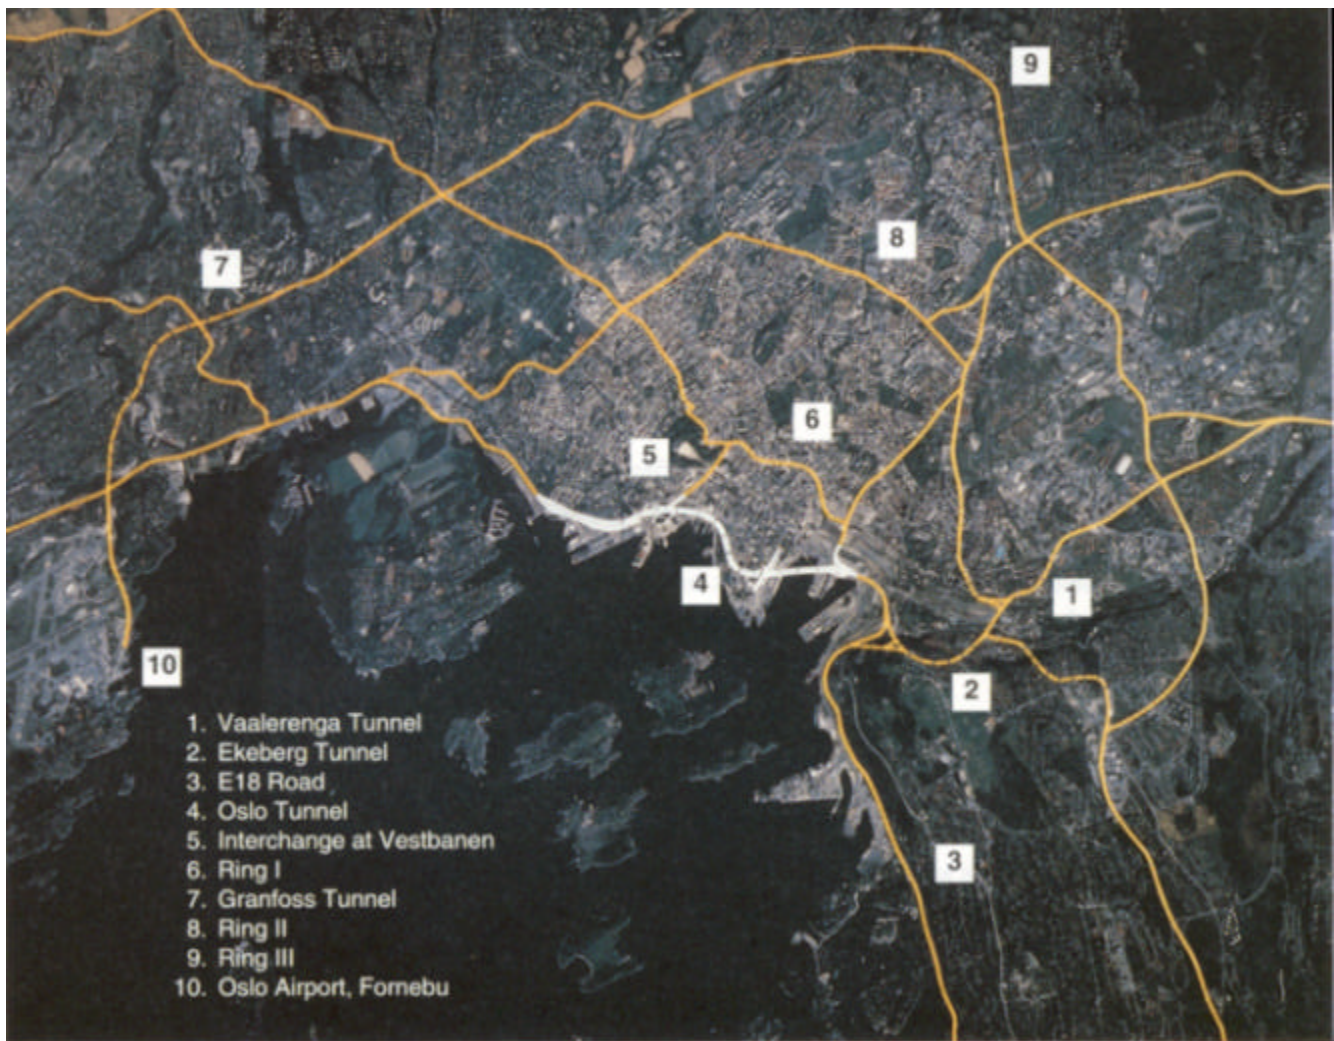 9
8
7
6
5
4
1
10
2
3
1. Vaalerenga Tunnel
2. Ekeberg Tunnel
3. E18 Road
4. Oslo Tunnel
5. Interchange at Vestbanen
6. Ring I
7. Granfoss Tunnel
8. Ring II
9. Ring III
10. Oslo Airport, Fornebu